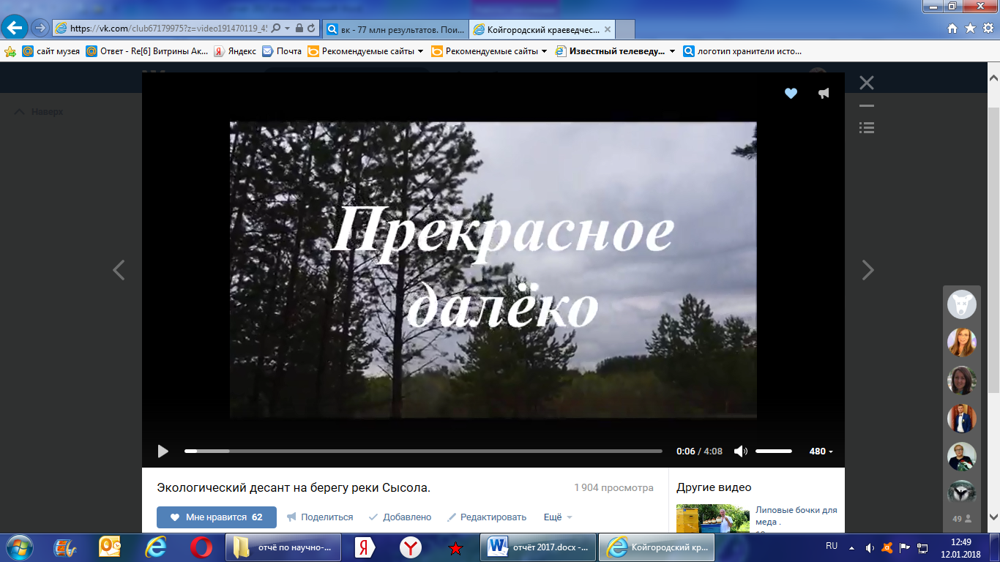 https://vk.com/club67179975?z=video191470119_4
вк - 77 млн результатов. Пои...
Койгородский краеведчес...
сайт музея
Ответ - Re[6] Витрины Ак...
Яндекс
Почта
Рекомендуемые сайты
Рекомендуемые сайты
Известный телеведу...
логотип хранители исто...
Наверх
Прекрасное
далёко
0:06 / 4:08
480
Экологический десант на берегу реки Сысола.
1 904 просмотра
Другие видео
Мне нравится 62
Поделиться
Добавлено
Редактировать
Ещё
Липовые бочки для
меда .
49
отчё по научно-...
отчёт 2017.docx -...
Койгородский кр...
RU
12:49
12.01.2018